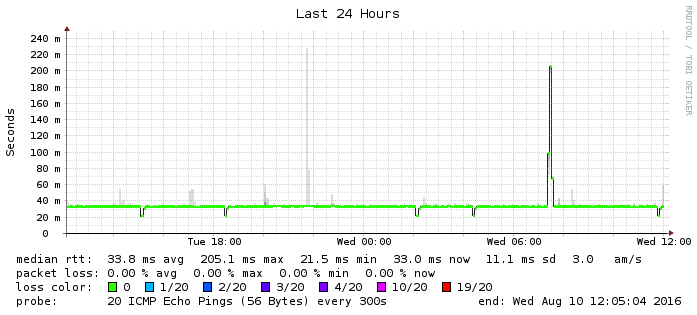 Last 24 Hours
RRDTOOL / TOBI OETIKER
Seconds
240 m
220 m
200 m
180 m
160 m
140 m
120 m
100 m
80 m
60 m
40 m
20 m
0
Tue 18:00 Wed 00:00 Wed 06:00 Wed 12:00
median rtt: 33.8 ms avg 205.1 ms max 21.5 ms min 33.0 ms now 11.1 ms sd 3.0 am/s
packet loss: 0.00 % avg 0.00 % max 0.00 % min 0.00 % now
loss color: 0 1/20 2/20 3/20 4/20 10/20 19/20
probe: 20 ICMP Echo Pings (56 Bytes) every 300s end: Wed Aug 10 12:05:04 2016